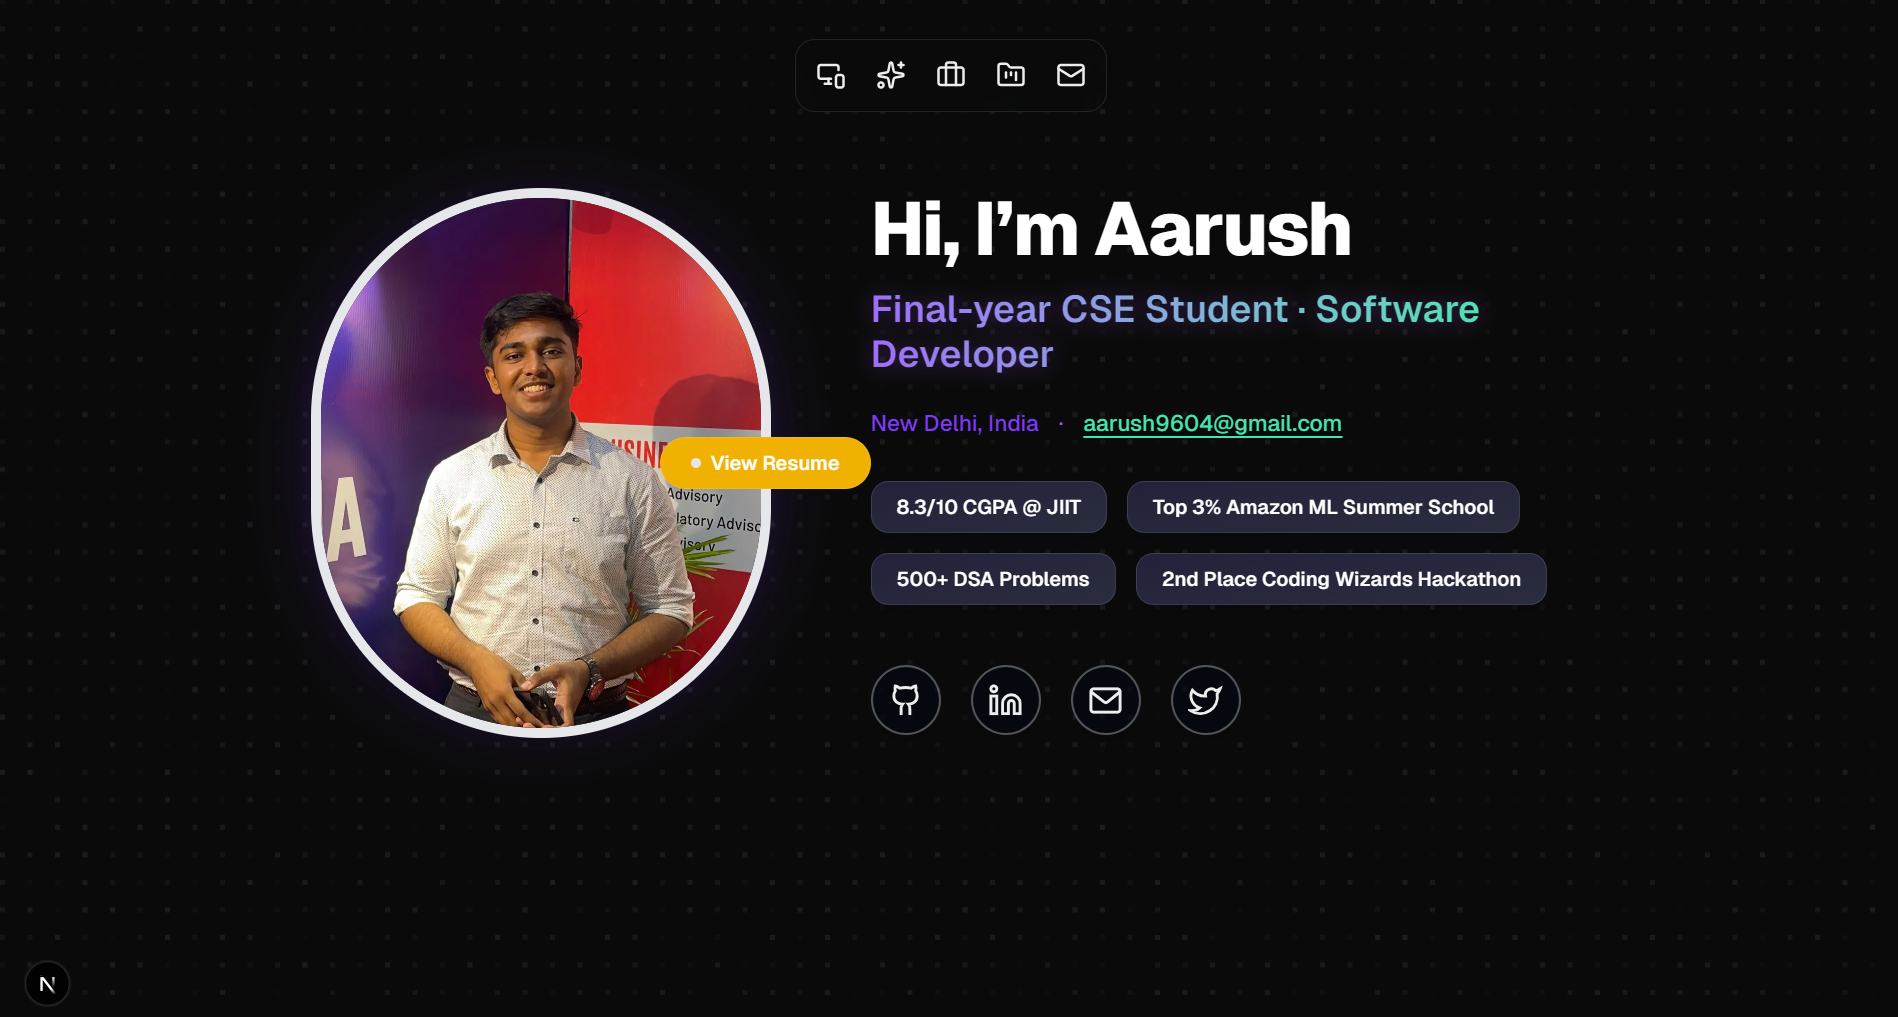 Hi, I’m Aarush
Final-year CSE Student · Software
Developer
New Delhi, India · aarush9604@gmail.com
View Resume
8.3/10 CGPA @ JIIT
Top 3% Amazon ML Summer School
500+ DSA Problems
2nd Place Coding Wizards Hackathon
A
Advisory
N